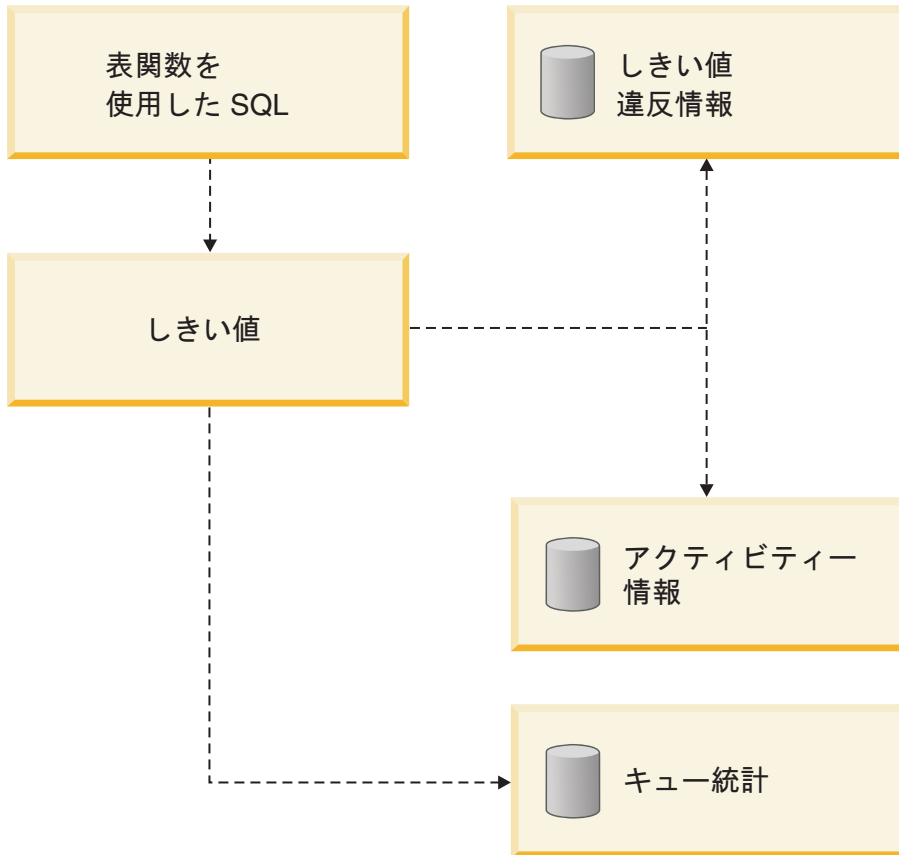 表関数を
使用した SQL
しきい値
違反情報
しきい値
アクティビティー
情報
キュー統計